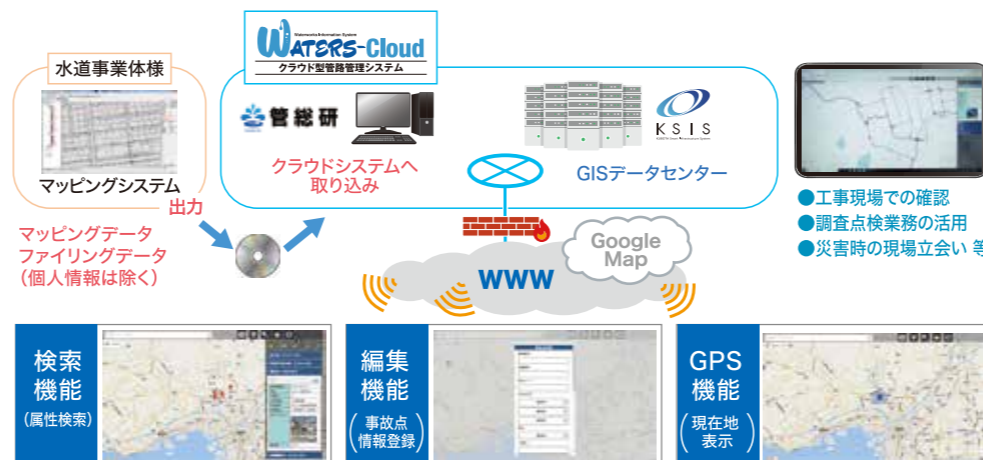 Waterworks Information System
WATERS-Cloud
クラウド型管路管理システム
水道事業体様
マッピングシステム
出力
マッピングデータ
ファイリングデータ
（個人情報は除く）
管総研
クラウドシステムへ
取り込み
KSIS
GISデータセンター
Google
Map
WWW
●工事現場での確認
●調査点検業務の活用
●災害時の現場立会い 等
検索
機能
(属性検索)
編集
機能
(事故点
情報登録)
GPS
機能
(現在地
表示)